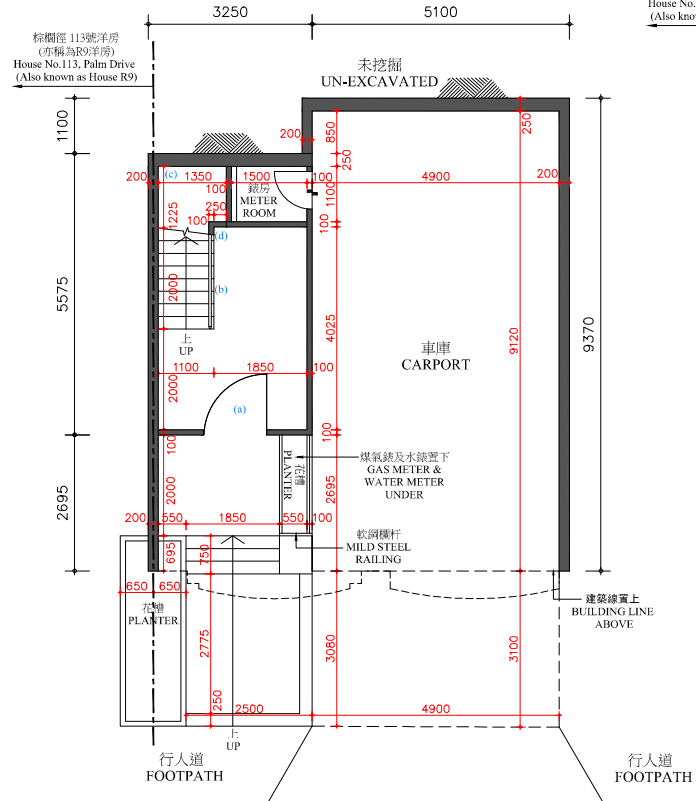 3250
5100
House No.
(Also know
棕櫚徑 113號洋房
(亦稱為R9洋房)
House No.113, Palm Drive
(Also known as House R9)
未挖掘
UN-EXCAVATED
1100
200
850
250
250
200
1350
1500
100
4900
200
(c)
100
錶房
METER
ROOM
1100
250
100
100
1225
(d)
5575
2000
(b)
上
UP
4025
9120
9370
車庫
CARPORT
1100
1850
100
2000
(a)
100
100
2695
2000
花槽
PLANTER
煤氣錶及水錶置下
GAS METER &
WATER METER
UNDER
2695
200
550
1850
550
100
軟鋼欄杆
MILD STEEL
RAILING
695
750
650
650
花槽
PLANTER
建築線置上
BUILDING LINE
ABOVE
2775
3080
3100
250
2500
4900
上
UP
行人道
FOOTPATH
行人道
FOOTPATH